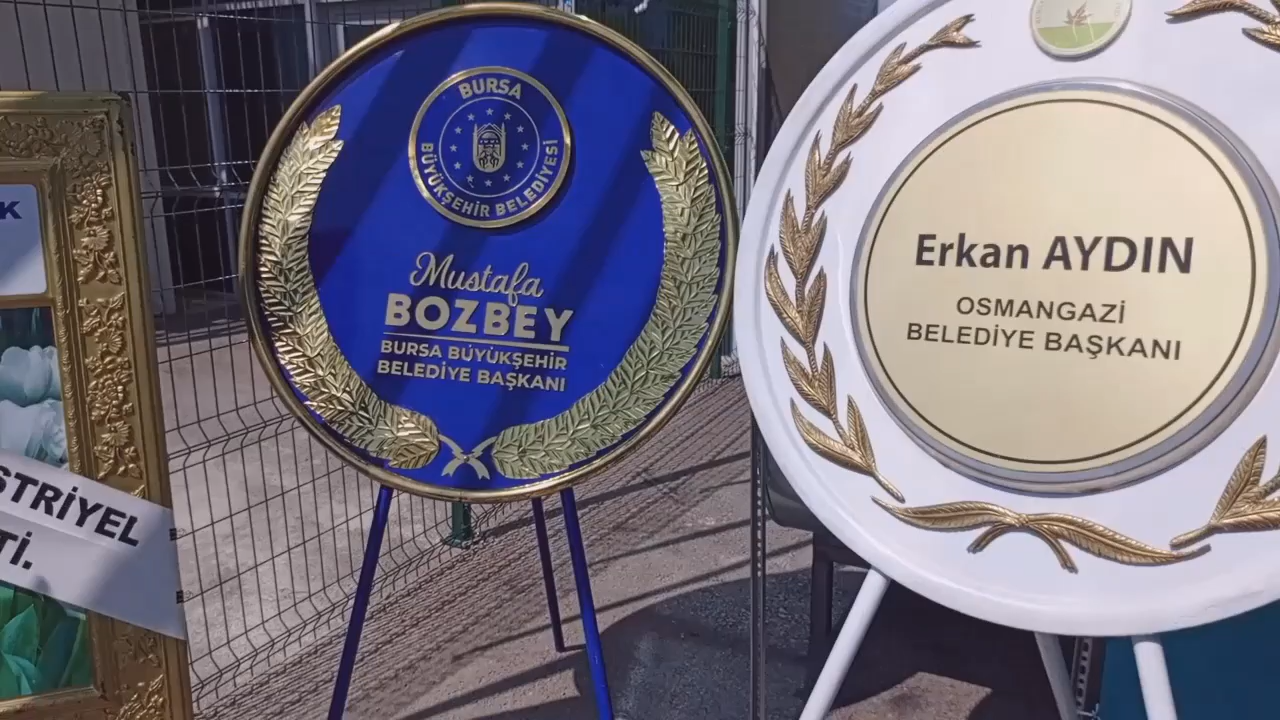 K
STRİYEL
Tİ.
BURSA
BÜYÜKŞEHİR BELEDİYESİ
Mustafa
BOZBEY
BURSA BÜYÜKŞEHİR
BELEDİYE BAŞKANI
Erkan AYDIN
OSMANGAZİ
BELEDİYE BAŞKANI